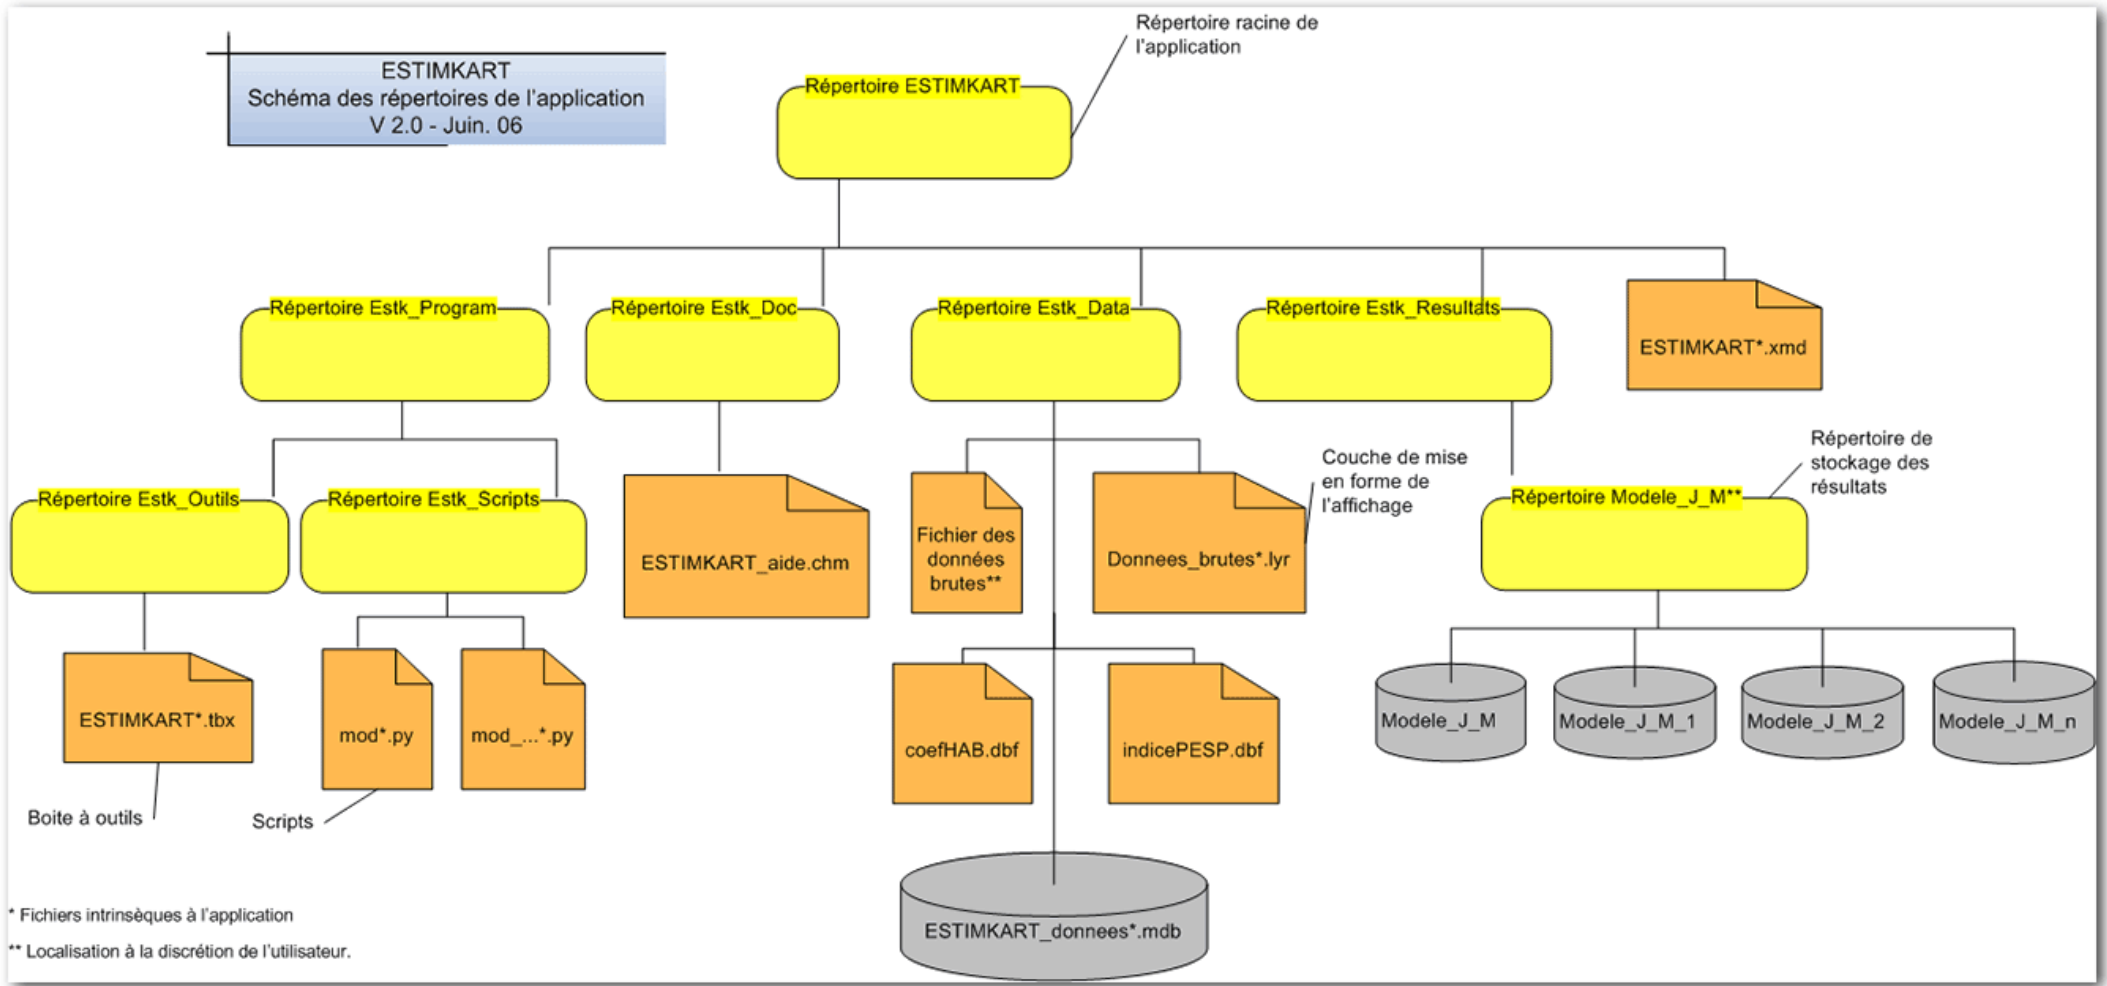 Répertoire racine de
l'application
ESTIMKART
Schéma des répertoires de l'application
V 2.0 - Juin. 06
Répertoire ESTIMKART
Répertoire Estk_Program
Répertoire Estk_Doc
Répertoire Estk_Data
Répertoire Estk_Resultats
ESTIMKART*.xmd
Répertoire Estk_Outils
Répertoire Estk_Scripts
ESTIMKART_aide.chm
Fichier des
données
brutes**
Donnees_brutes*.lyr
Couche de mise
en forme de
l'affichage
Répertoire de
stockage des
résultats
Répertoire Modele_J_M**
ESTIMKART*.tbx
mod*.py
mod_...*.py
coefHAB.dbf
indicePESP.dbf
Modele_J_M
Modele_J_M_1
Modele_J_M_2
Modele_J_M_n
Boite à outils
Scripts
ESTIMKART_donnees*.mdb
* Fichiers intrinsèques à l'application
** Localisation à la discrétion de l'utilisateur.